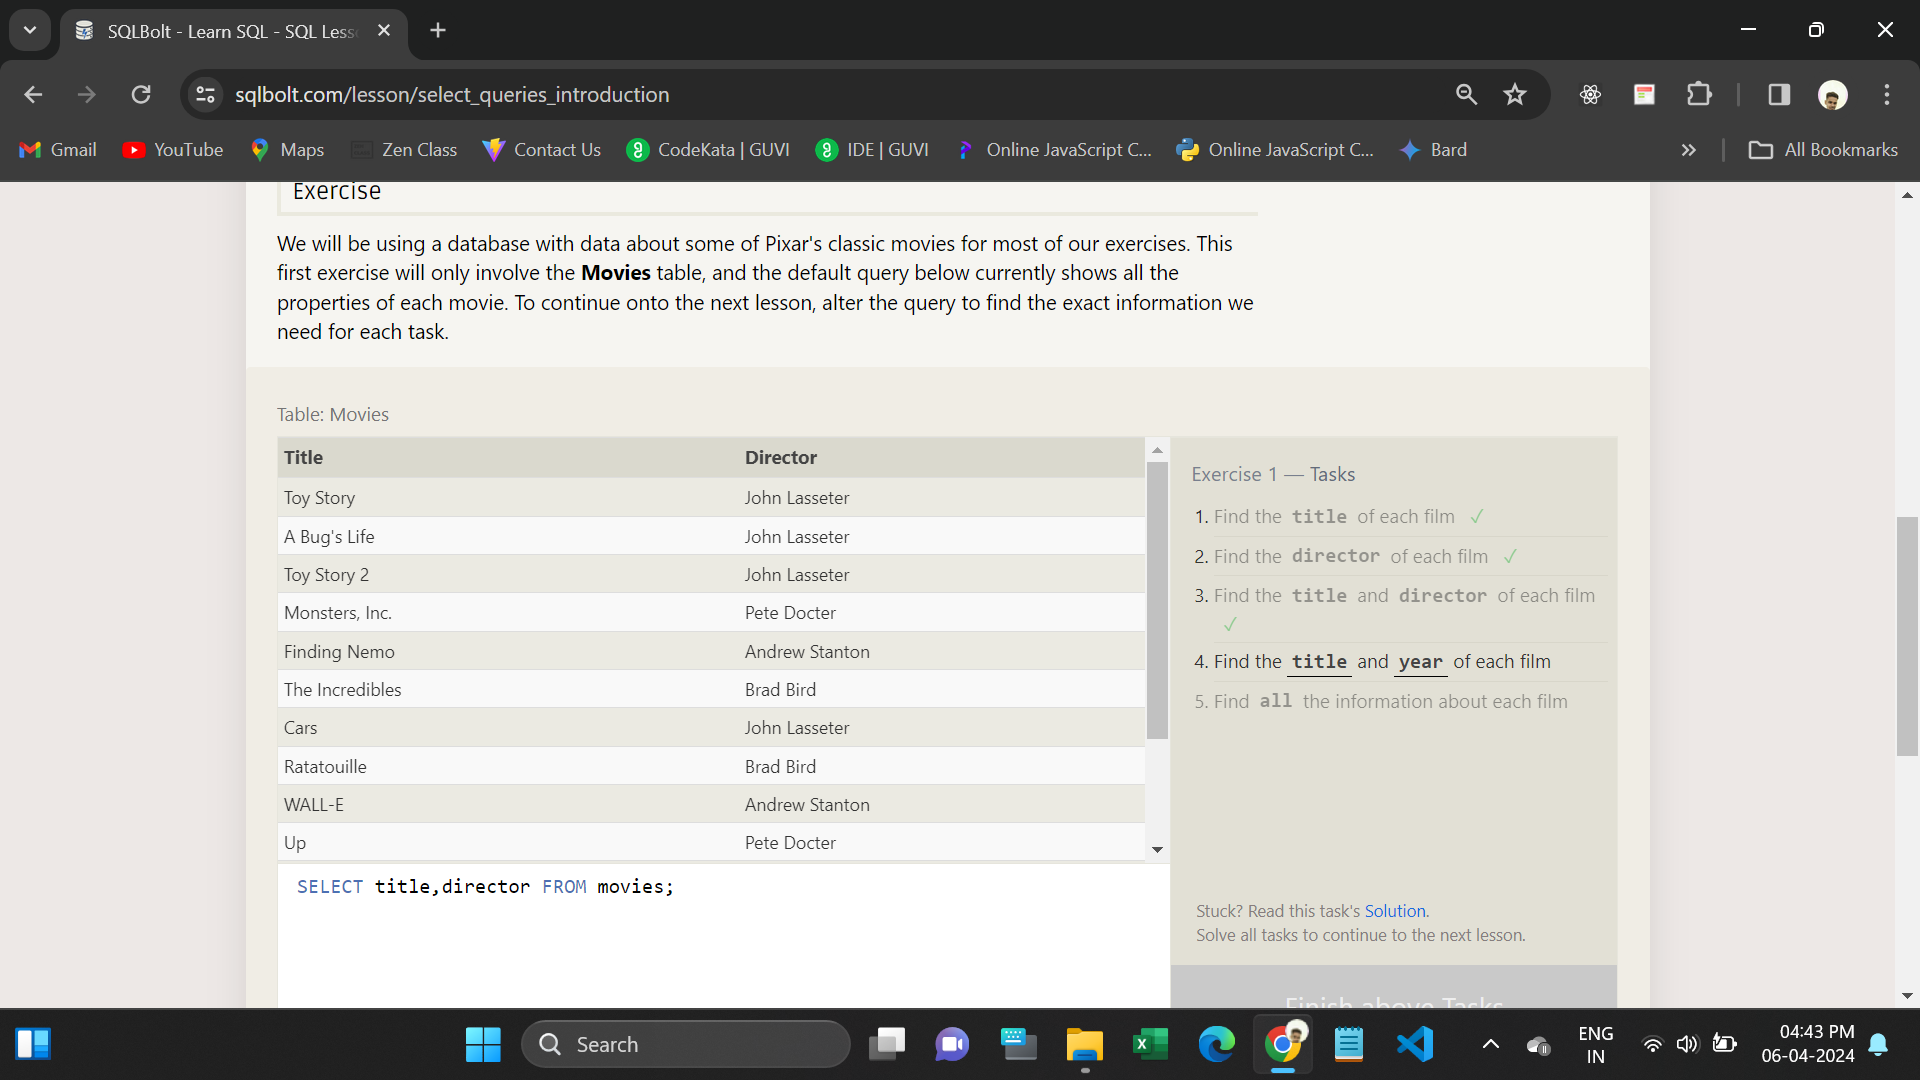 SQLBolt - Learn SQL - SQL Less
sqlbolt.com/lesson/select_queries_introduction
Gmail
YouTube
Maps
Zen Class
Contact Us
CodeKata | GUVI
IDE | GUVI
Online JavaScript C...
Online JavaScript C...
Bard
All Bookmarks
Exercise
We will be using a database with data about some of Pixar's classic movies for most of our exercises. This
first exercise will only involve the Movies table, and the default query below currently shows all the
properties of each movie. To continue onto the next lesson, alter the query to find the exact information we
need for each task.
Table: Movies
Title Director
Toy Story John Lasseter
A Bug's Life John Lasseter
Toy Story 2 John Lasseter
Monsters, Inc. Pete Docter
Finding Nemo Andrew Stanton
The Incredibles Brad Bird
Cars John Lasseter
Ratatouille Brad Bird
WALL-E Andrew Stanton
Up Pete Docter
SELECT title,director FROM movies;
Exercise 1 — Tasks
1. Find the title of each film ✓
2. Find the director of each film ✓
3. Find the title and director of each film
✓
4. Find the title and year of each film
5. Find all the information about each film
Stuck? Read this task's Solution.
Solve all tasks to continue to the next lesson.
Finish above Tasks
Search
ENG
IN
04:43 PM
06-04-2024